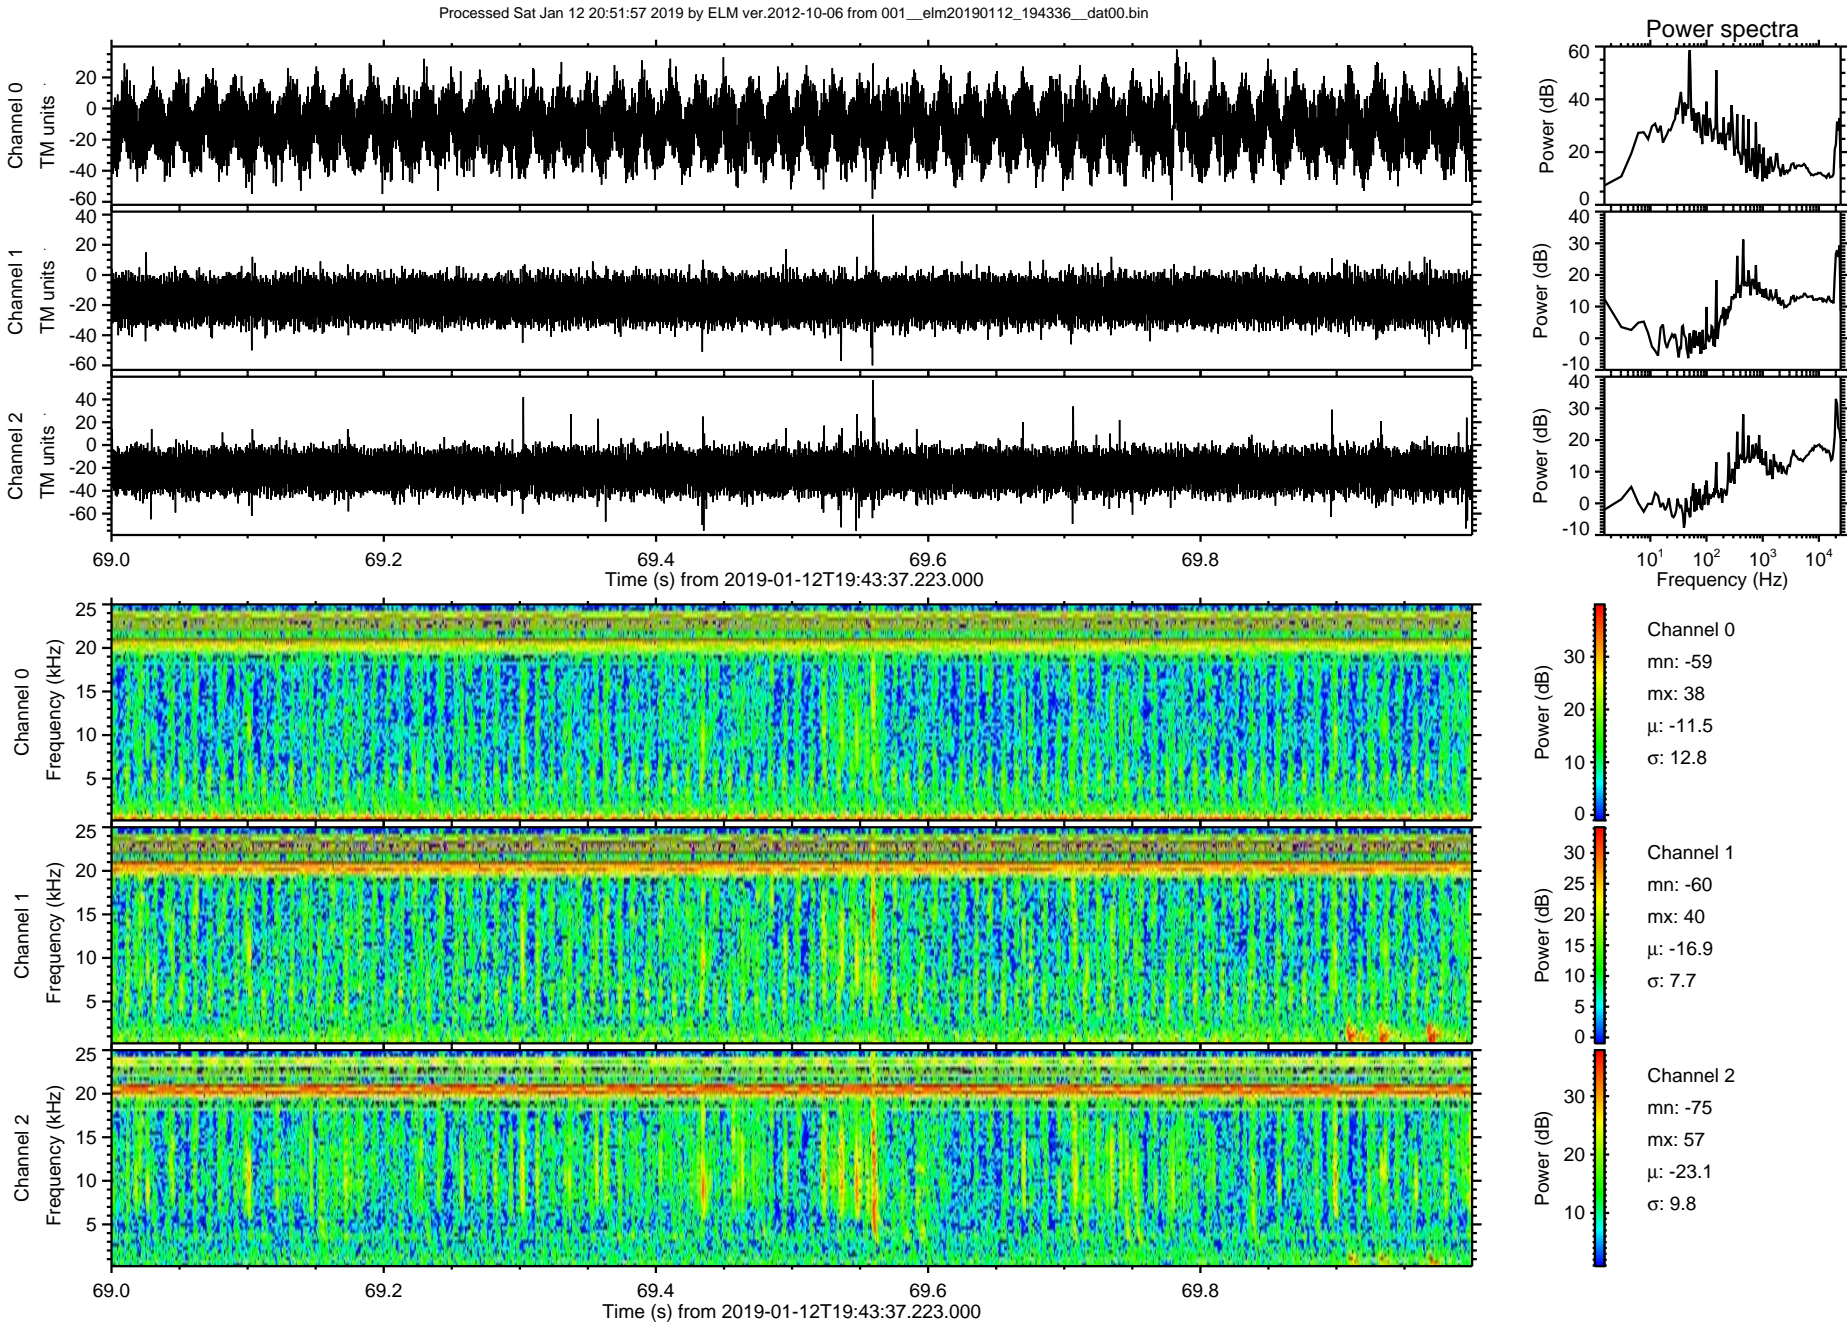 Processed Sat Jan 12 20:51:57 2019 by ELM ver.2012-10-06 from 001__elm20190112_194336__dat00.bin
Power spectra
Channel 0
TM units
20
0
-20
-40
-60
Power (dB)
60
40
20
0
Channel 1
TM units
40
20
0
-20
-40
-60
Power (dB)
40
30
20
10
0
-10
Channel 2
TM units
40
20
0
-20
-40
-60
Power (dB)
40
30
20
10
0
-10
69.0 69.2 69.4 69.6 69.8
Time (s) from 2019-01-12T19:43:37.223.000
10^1 10^2 10^3 10^4
Frequency (Hz)
Channel 0
Frequency (kHz)
25
20
15
10
5
Power (dB)
30
20
10
0
Channel 0
mn: -59
mx: 38
μ: -11.5
σ: 12.8
Channel 1
Frequency (kHz)
25
20
15
10
5
Power (dB)
30
25
20
15
10
5
0
Channel 1
mn: -60
mx: 40
μ: -16.9
σ: 7.7
Channel 2
Frequency (kHz)
25
20
15
10
5
Power (dB)
30
20
10
Channel 2
mn: -75
mx: 57
μ: -23.1
σ: 9.8
69.0 69.2 69.4 69.6 69.8
Time (s) from 2019-01-12T19:43:37.223.000